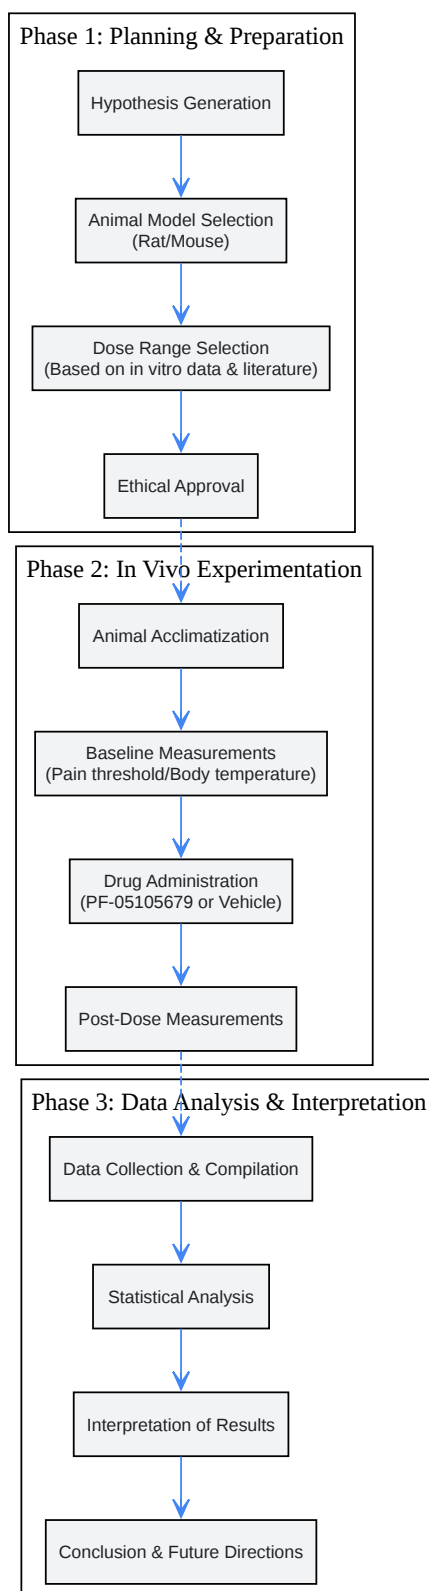 Phase 1: Planning & Preparation
Hypothesis Generation
Animal Model Selection
(Rat/Mouse)
Dose Range Selection
(Based on in vitro data & literature)
Ethical Approval
Phase 2: In Vivo Experimentation
Animal Acclimatization
Baseline Measurements
(Pain threshold/Body temperature)
Drug Administration
(PF-05105679 or Vehicle)
Post-Dose Measurements
Phase 3: Data Analysis & Interpretation
Data Collection & Compilation
Statistical Analysis
Interpretation of Results
Conclusion & Future Directions